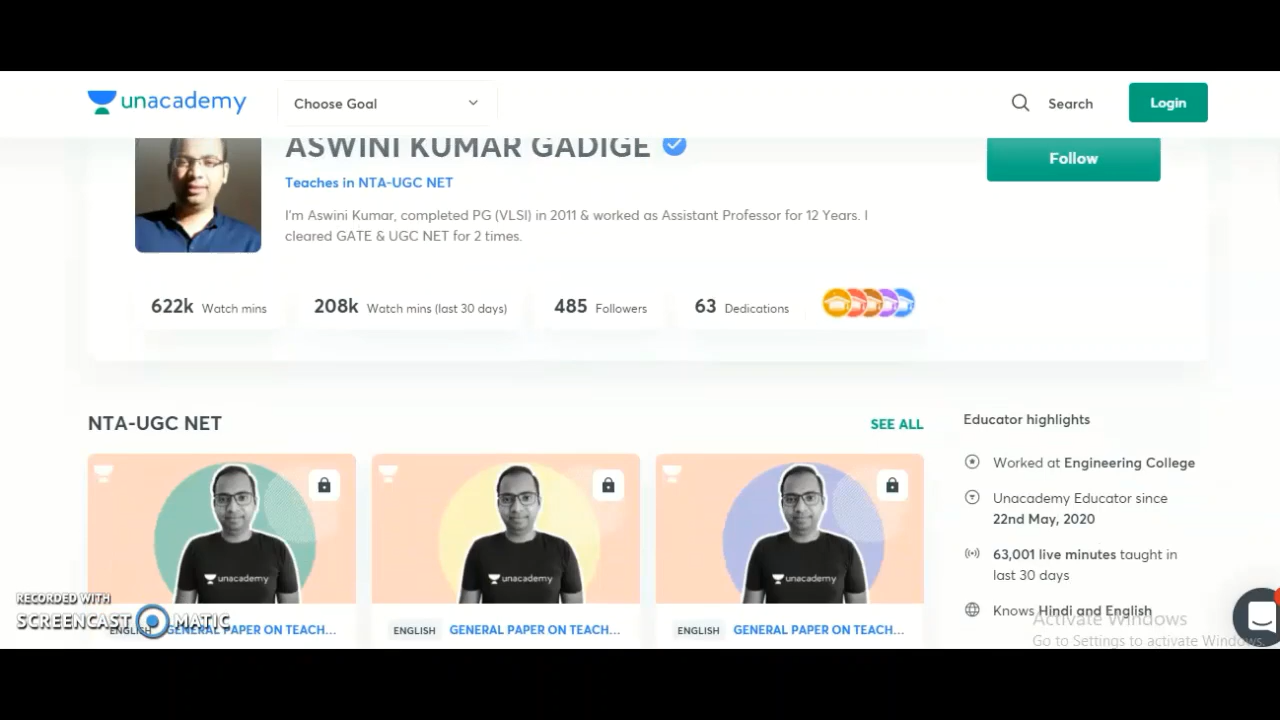 unacademy
Choose Goal
Search
Login
ASWINI KUMAR GADIGE
Follow
Teaches in NTA-UGC NET
I'm Aswini Kumar, completed PG (VLSI) in 2011 & worked as Assistant Professor for 12 Years. I
cleared GATE & UGC NET for 2 times.
622k Watch mins
208k Watch mins (last 30 days)
485 Followers
63 Dedications
NTA-UGC NET
SEE ALL
unacademy
ENGLISH GENERAL PAPER ON TEACH...
unacademy
ENGLISH GENERAL PAPER ON TEACH...
unacademy
ENGLISH GENERAL PAPER ON TEACH...
Educator highlights
Worked at Engineering College
Unacademy Educator since
22nd May, 2020
63,001 live minutes taught in
last 30 days
Knows Hindi and English
Activate Windows
Go to Settings to activate Windows.
RECORDED WITH
SCREENCAST MATIC